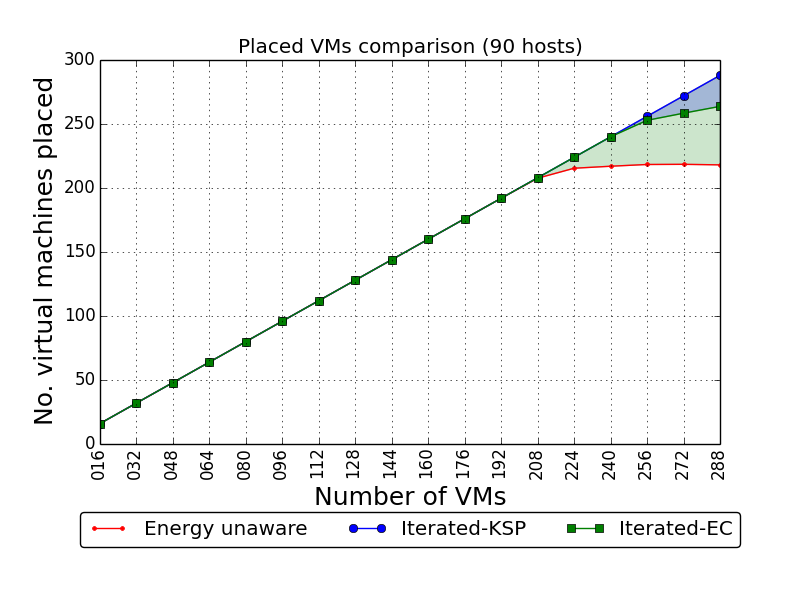 Placed VMs comparison (90 hosts)
300
250
200
150
100
50
0
No. virtual machines placed
016 032 048 064 080 096 112 128 144 160 176 192 208 224 240 256 272 288
Number of VMs
Energy unaware Iterated-KSP Iterated-EC